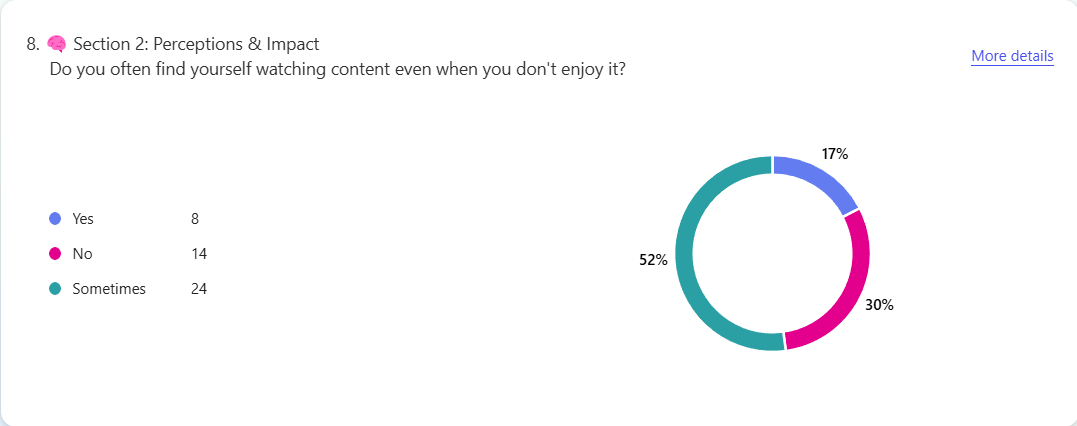 8. 🧠 Section 2: Perceptions & Impact
Do you often find yourself watching content even when you don't enjoy it?
More details
Yes 8
No 14
Sometimes 24
17%
52%
30%